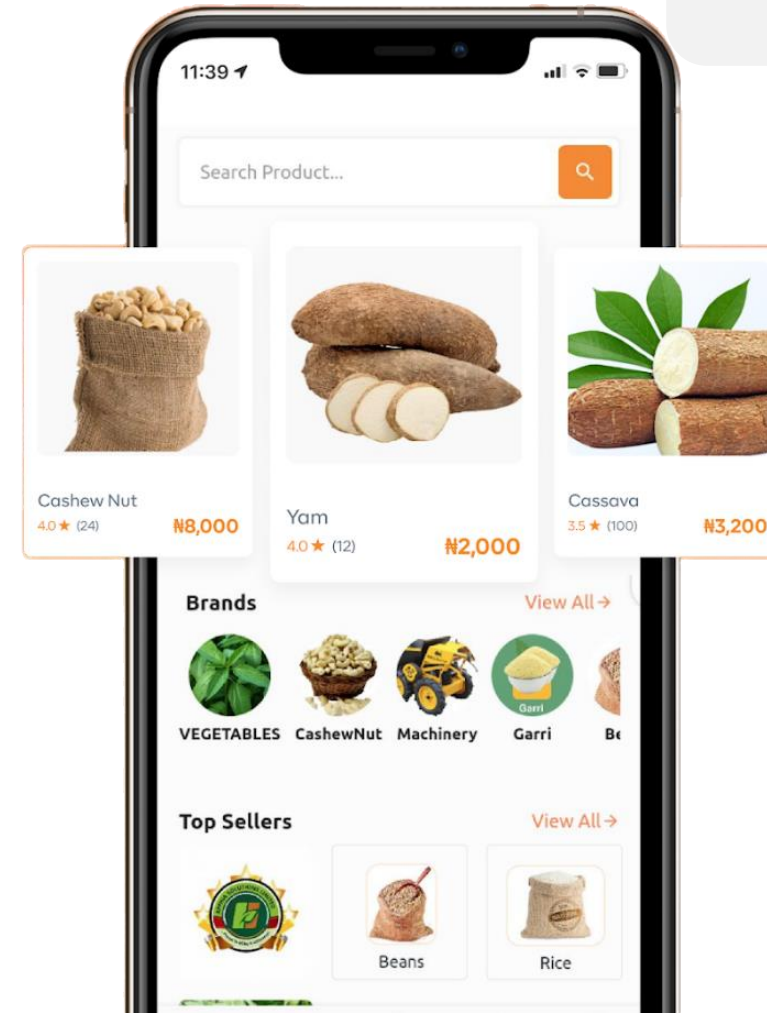 11:39
Search Product...
Cashew Nut
4.0 ★ (24)
₦8,000
Yam
4.0 ★ (12)
₦2,000
Cassava
3.5 ★ (100)
₦3,200
Brands
View All →
VEGETABLES
CashewNut
Machinery
Garri
Garri
Top Sellers
View All →
Beans
Rice